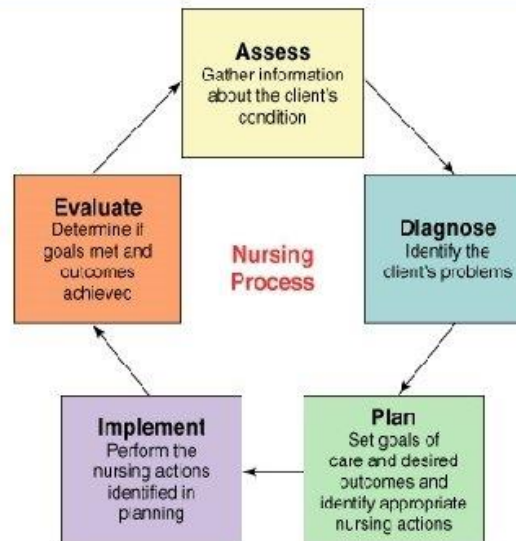 Assess
Gather information
about the client's
condition
Diagnose
Identify the
client's problems
Plan
Set goals of
care and desired
outcomes and
identify appropriate
nursing actions
Implement
Perform the
nursing actions
identified in
planning
Evaluate
Determine if
goals met and
outcomes
achieved
Nursing
Process